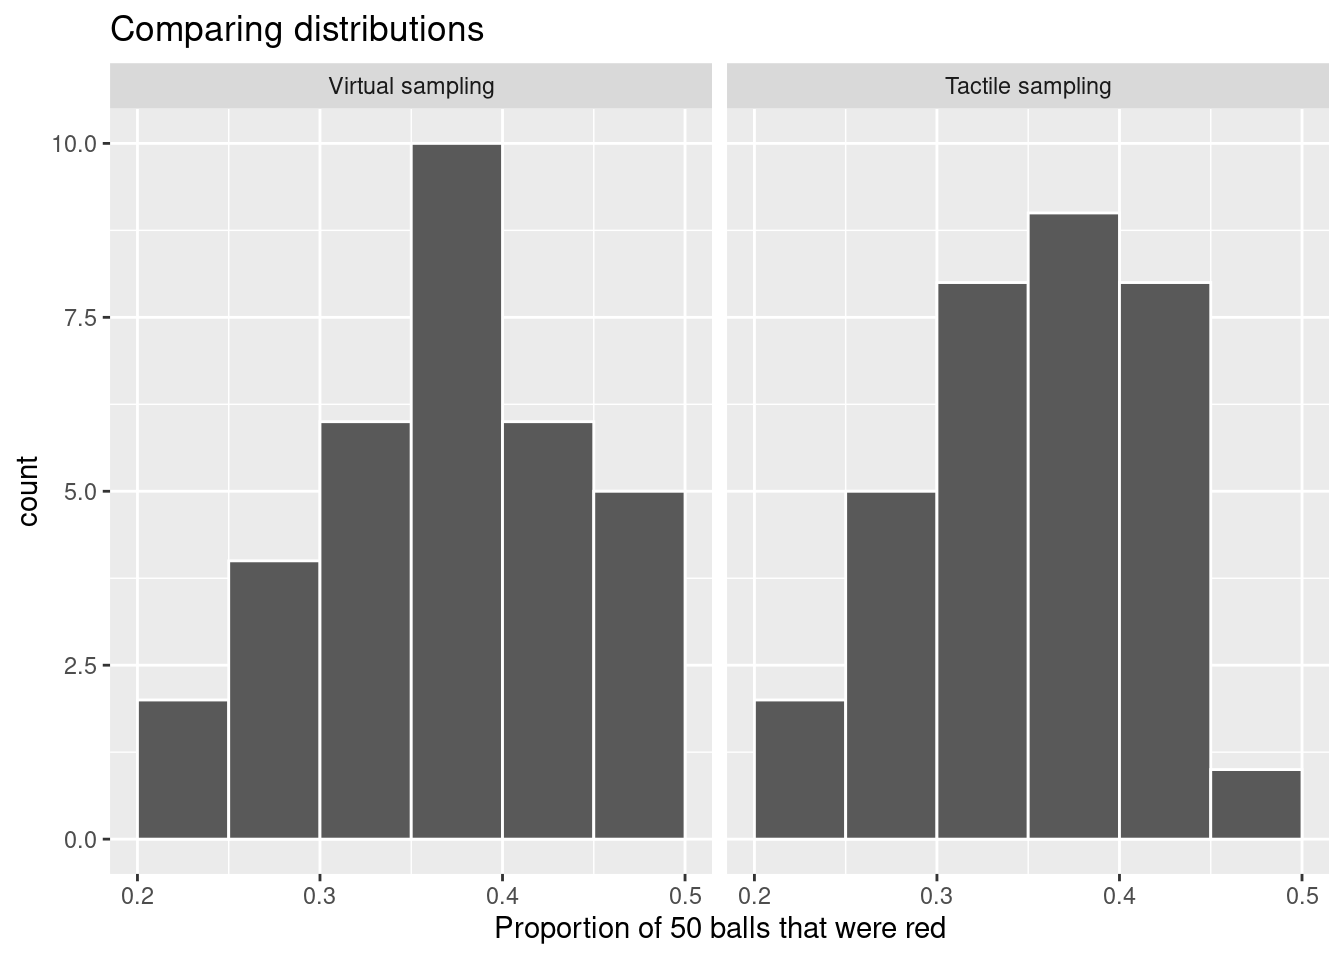 Comparing distributions
Virtual sampling
Tactile sampling
10.0
7.5
5.0
2.5
0.0
count
0.2 0.3 0.4 0.5
0.2 0.3 0.4 0.5
Proportion of 50 balls that were red